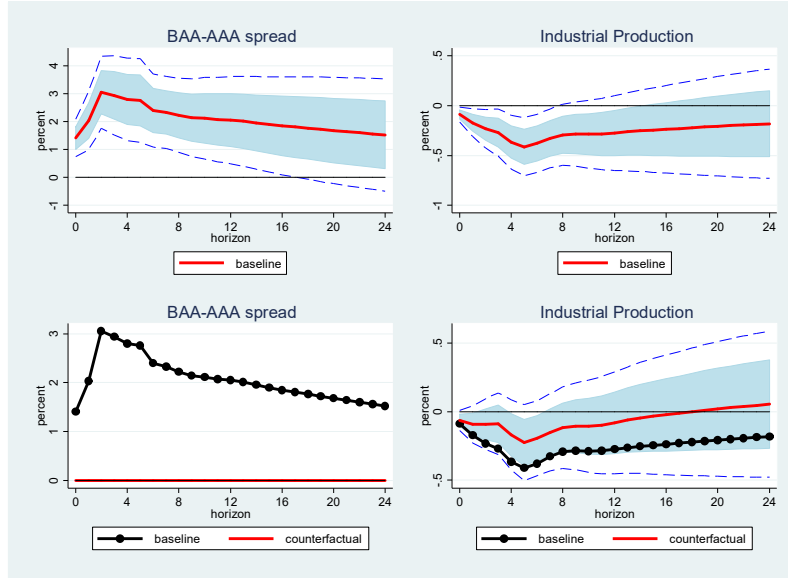 BAA-AAA spread
percent
4
3
2
1
0
-1
0 4 8 12 16 20 24
horizon
baseline
Industrial Production
percent
.5
0
-.5
-1
0 4 8 12 16 20 24
horizon
baseline
BAA-AAA spread
percent
3
2
1
0
0 4 8 12 16 20 24
horizon
baseline counterfactual
Industrial Production
percent
.5
0
-.5
0 4 8 12 16 20 24
horizon
baseline counterfactual